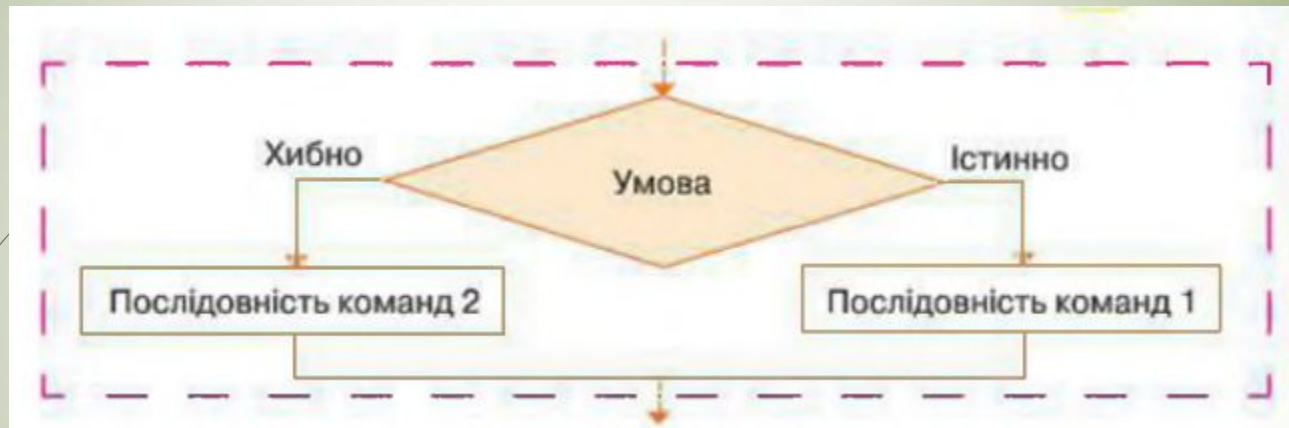 Хибно
Умова
Істинно
Послідовність команд 2
Послідовність команд 1